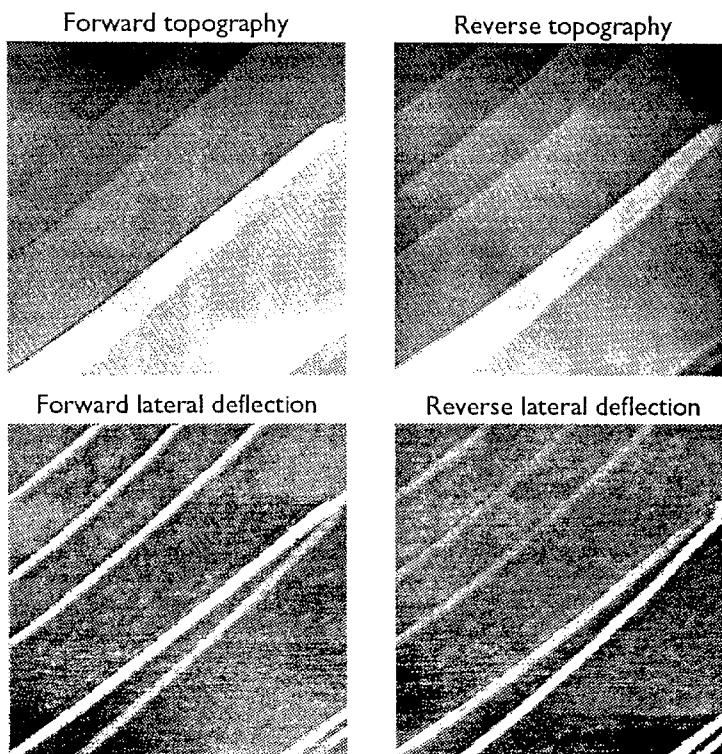 Forward topography
Reverse topography
Forward lateral deflection
Reverse lateral deflection